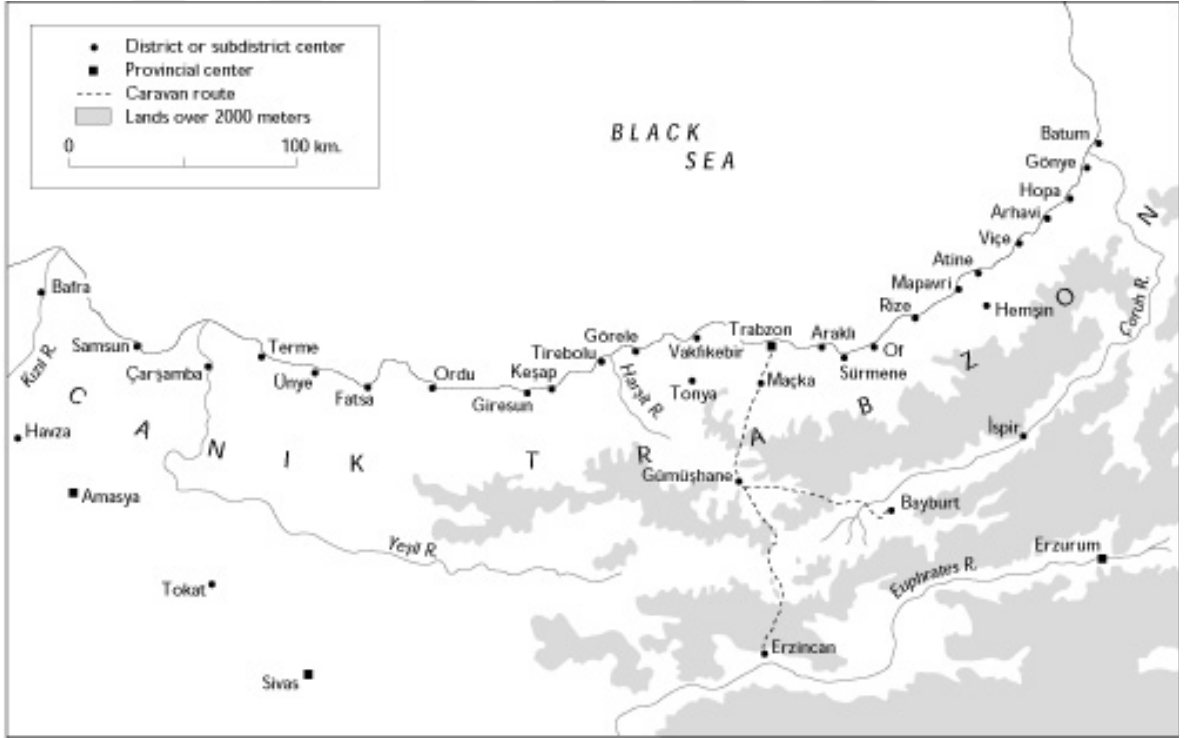 District or subdistrict center
Provincial center
Caravan route
Lands over 2000 meters
0 100 km.
BLACK
SEA
Batum
Gönye
Hopa
Arhavi
Viçe
Atine
Mapavri
Hemşin
Rize
Of
Sürmene
Araklı
Trabzon
Vakfıkebir
Görele
Tirebolu
Keşap
Giresun
Ordu
Fatsa
Ünye
Terme
Çarşamba
Samsun
Bafra
Kızıl R.
Harşit R.
Tonya
Maçka
Çoruh R.
CANIK
TRABZON
Havza
Amasya
Gümüşhane
İspir
Bayburt
Yeşil R.
Erzurum
Euphrates R.
Tokat
Erzincan
Sivas